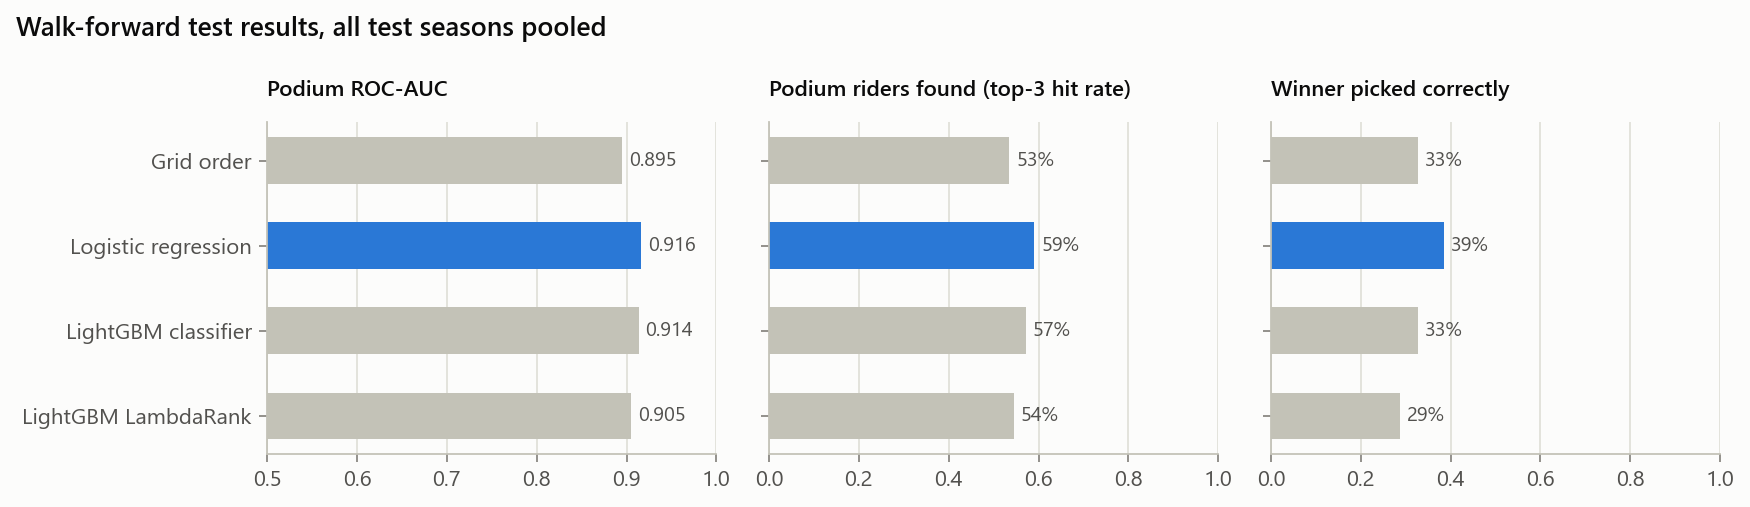 Walk-forward test results, all test seasons pooled
Podium ROC-AUC
Podium riders found (top-3 hit rate)
Winner picked correctly
Grid order
0.895
53%
33%
Logistic regression
0.916
59%
39%
LightGBM classifier
0.914
57%
33%
LightGBM LambdaRank
0.905
54%
29%
0.5 0.6 0.7 0.8 0.9 1.0
0.0 0.2 0.4 0.6 0.8 1.0
0.0 0.2 0.4 0.6 0.8 1.0